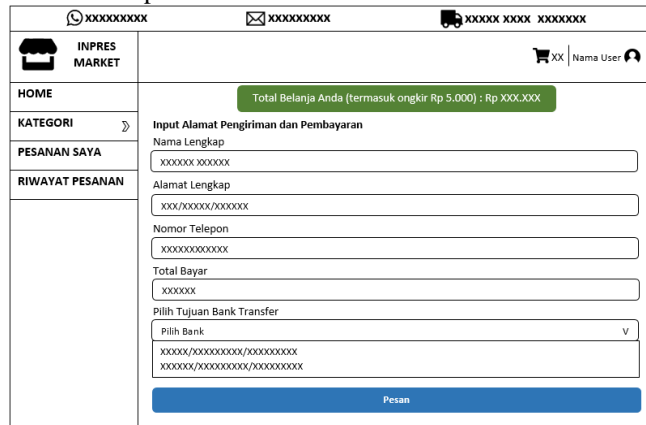 XXXXXXXXX XXXXXXXXX XXXXX XXXX XXXXXXX
INPRES
MARKET
XX Nama User
HOME
Total Belanja Anda (termasuk ongkir Rp 5.000) : Rp XXX.XXX
KATEGORI
Input Alamat Pengiriman dan Pembayaran
Nama Lengkap
PESANAN SAYA
XXXXXX XXXXXX
RIWAYAT PESANAN
Alamat Lengkap
XXX/XXXXX/XXXXXX
Nomor Telepon
XXXXXXXXXXXX
Total Bayar
XXXXXX
Pilih Tujuan Bank Transfer
Pilih Bank V
XXXXX/XXXXXXXXX/XXXXXXXXX
XXXXXX/XXXXXXXXX/XXXXXXXXX
Pesan